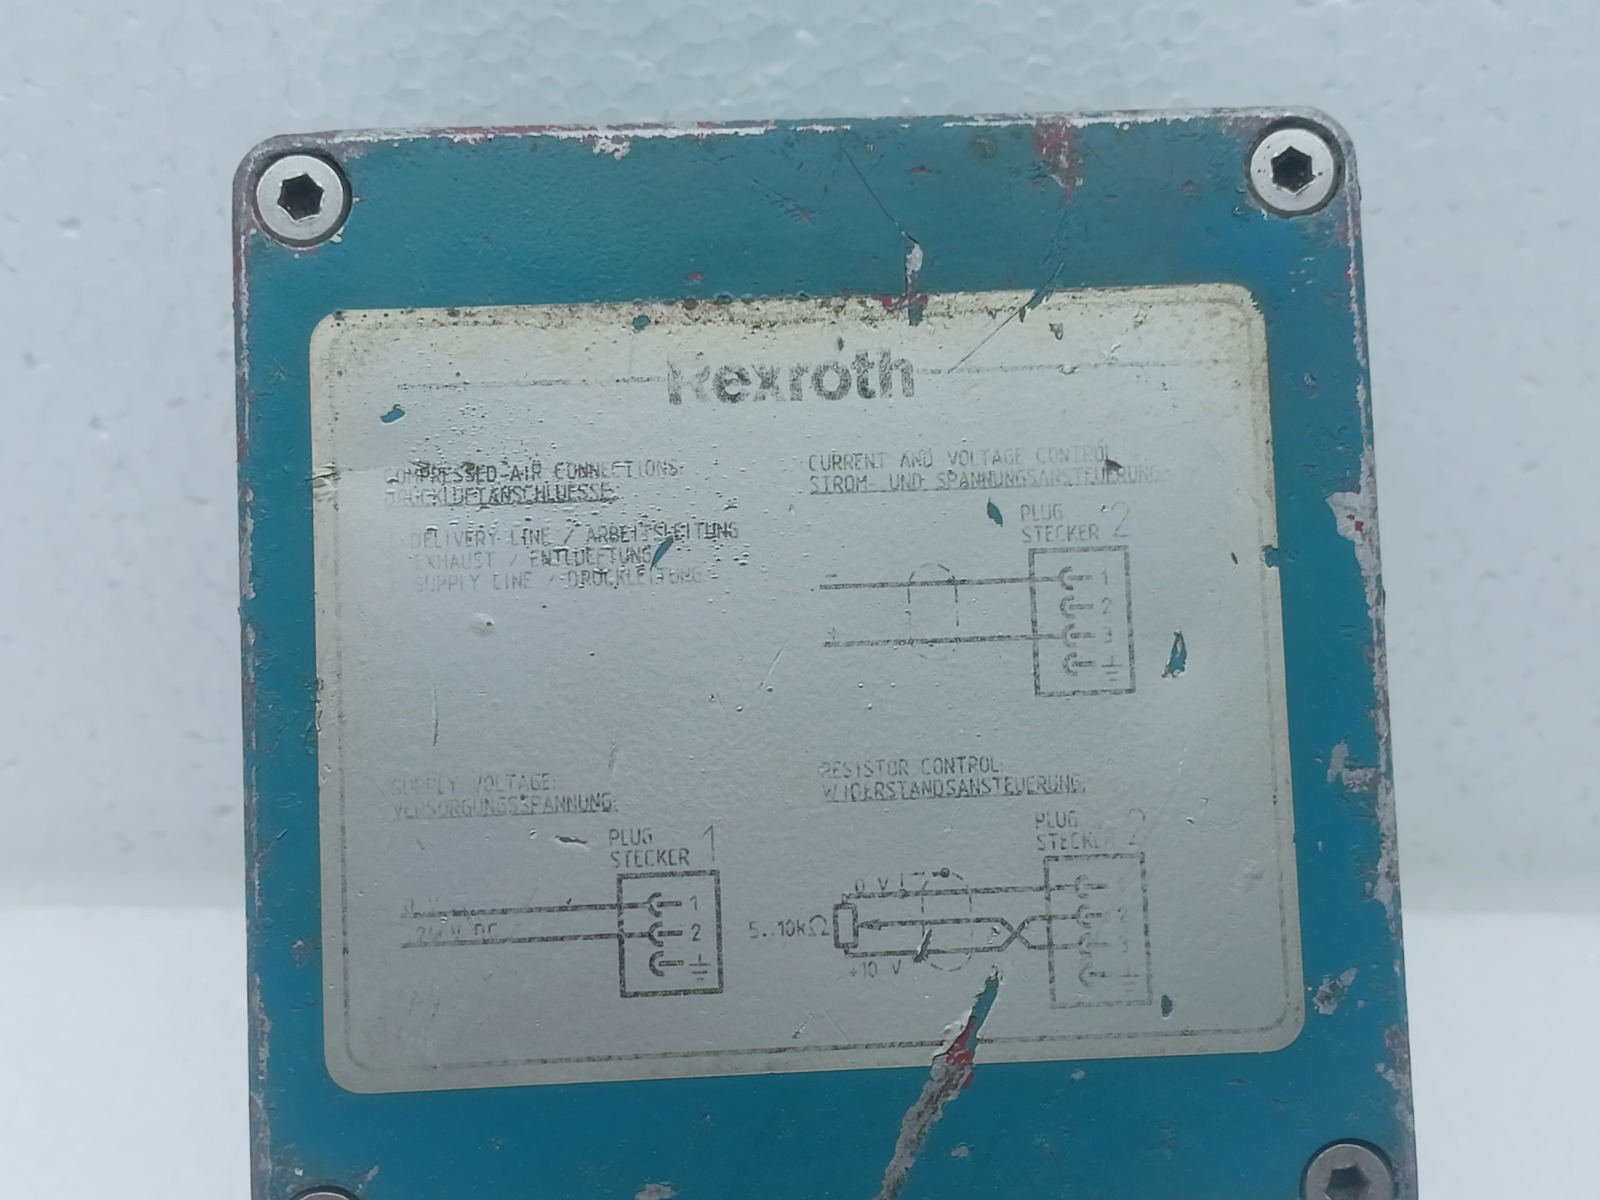 Rexroth
COMPRESSED-AIR CONNECTIONS:
DRUCKLUFTANSCHLUESSE:
DELIVERY LINE / ARBEITSLEITUNG
EXHAUST / ENTLUEFTUNG
SUPPLY LINE / DRUCKLEITUNG
CURRENT AND VOLTAGE CONTROL
STROM- UND SPANNUNGSANSTEUERUNG:
PLUG
STECKER 2
- 1
2
+ 3
SUPPLY VOLTAGE:
VERSORGUNGSSPANNUNG:
PLUG
STECKER 1
0 V 1
24 V DC 2
RESISTOR CONTROL:
WIDERSTANDSANSTEUERUNG:
PLUG
STECKER 2
0 V 1
5..10kΩ 2
+10 V 3